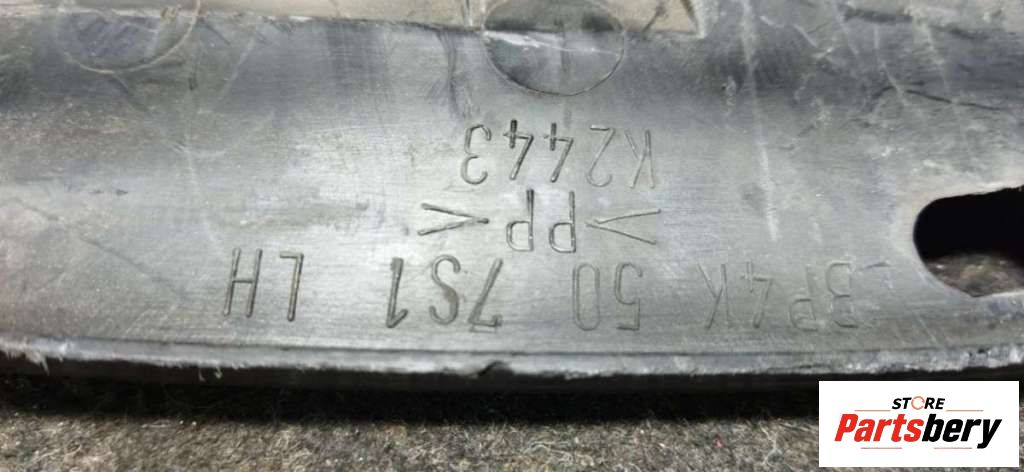 BP4K 50 7S1 LH
>PP<
K2443
STORE
Partsbery